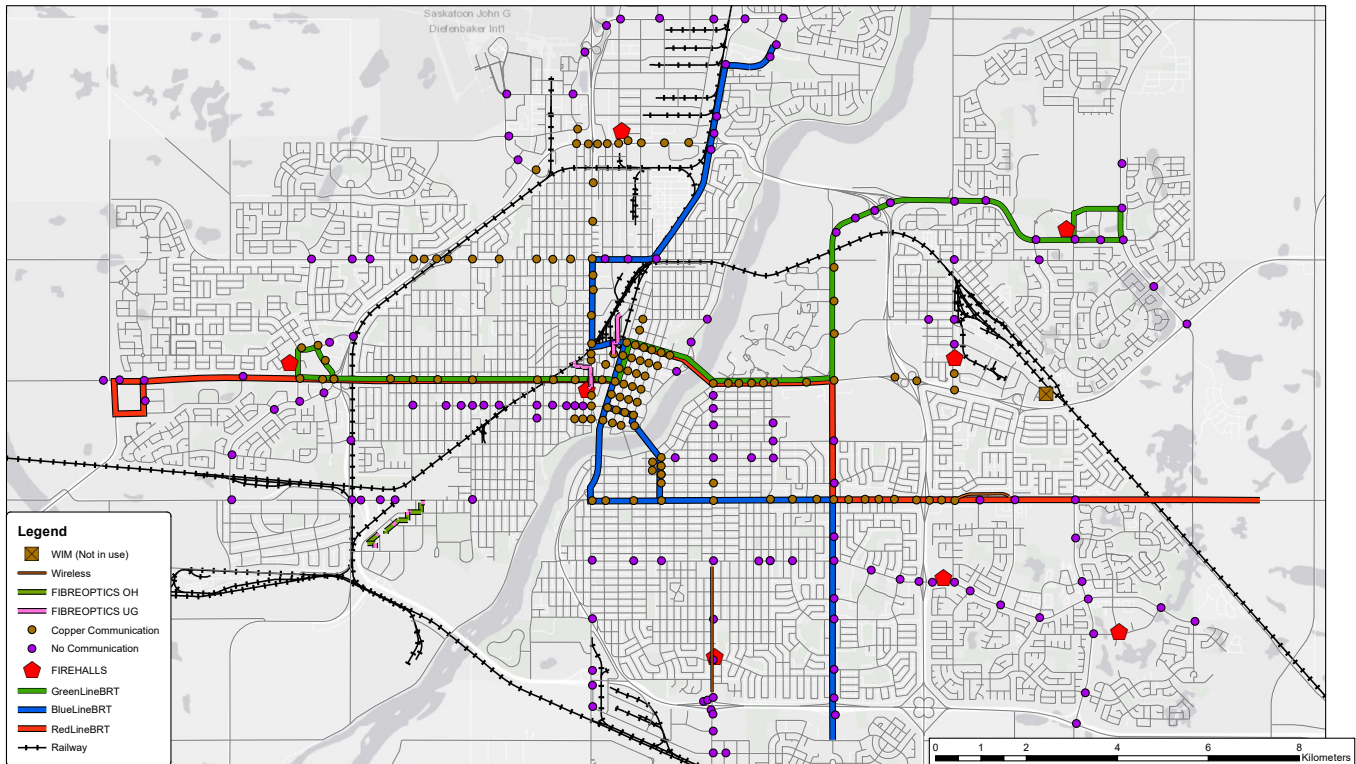 Saskatoon John G
Diefenbaker Int'l
Legend
WIM (Not in use)
Wireless
FIBREOPTICS OH
FIBREOPTICS UG
Copper Communication
No Communication
FIREHALLS
GreenLineBRT
BlueLineBRT
RedLineBRT
Railway
0 1 2 4 6 8
Kilometers